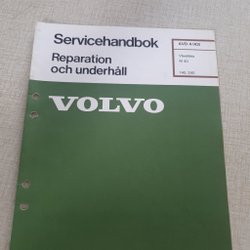 Servicehandbok
Reparation
och underhåll
VOLVO